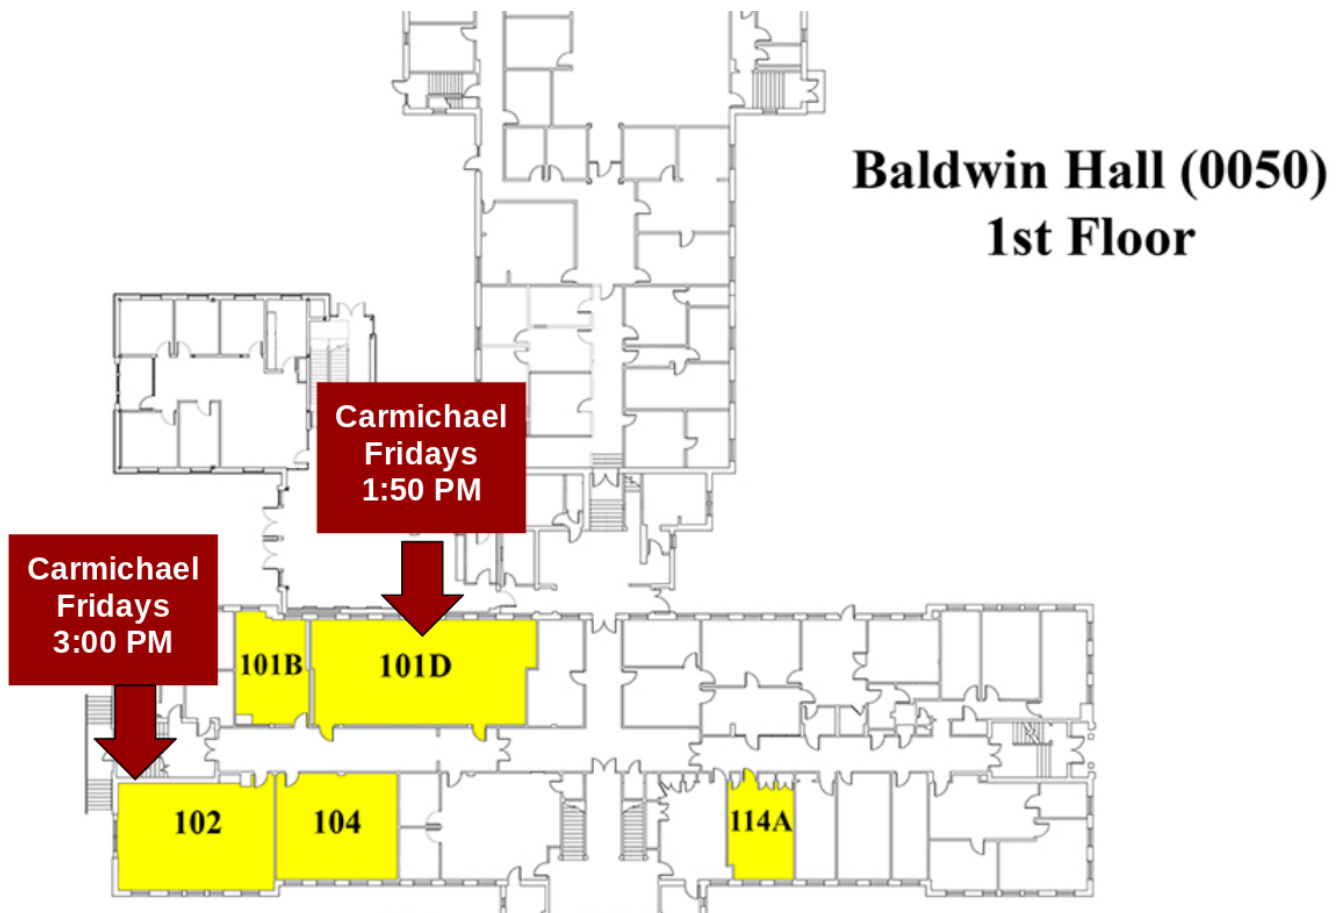 Baldwin Hall (0050)
1st Floor
Carmichael
Fridays
1:50 PM
Carmichael
Fridays
3:00 PM
101B
101D
102
104
114A